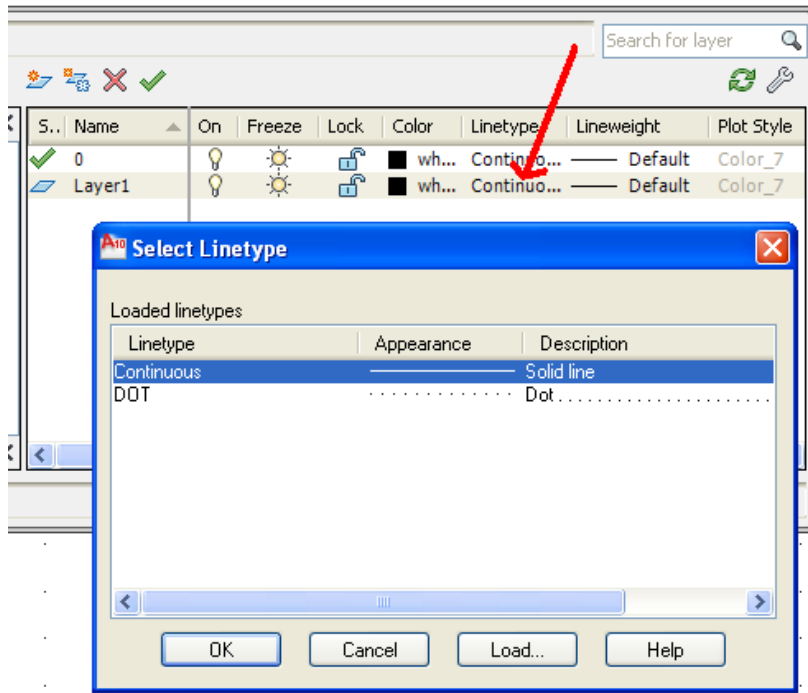 Search for layer
S.. Name On Freeze Lock Color Linetype Lineweight Plot Style
0 wh... Continuo... Default Color_7
Layer1 wh... Continuo... Default Color_7
A10 Select Linetype
Loaded linetypes
Linetype Appearance Description
Continuous Solid line
DOT Dot . . . . . . . . . . . . . . . . . . . . . .
OK Cancel Load... Help